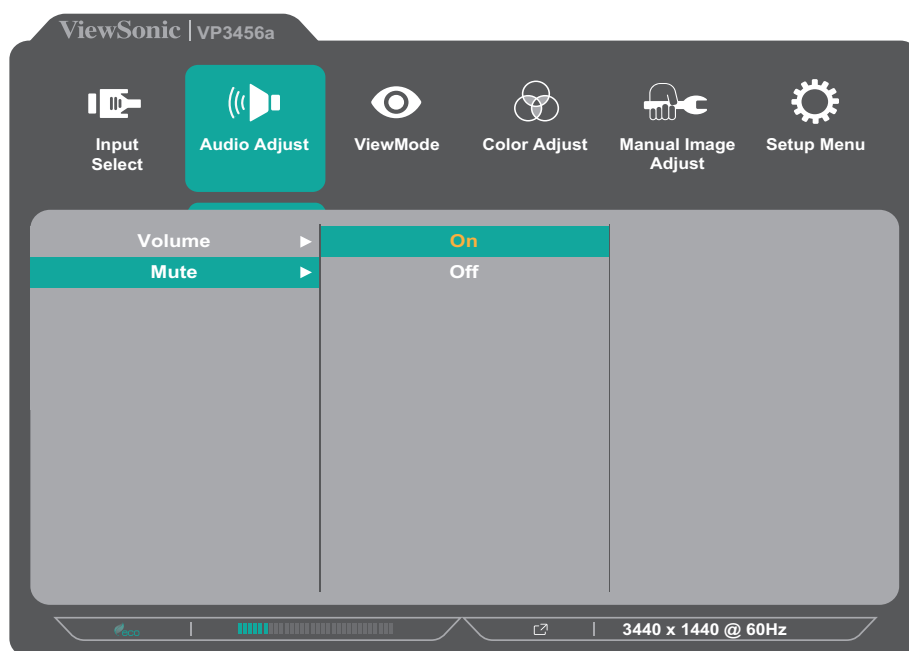 ViewSonic VP3456a
Input Select
Audio Adjust
ViewMode
Color Adjust
Manual Image Adjust
Setup Menu
Volume
On
Mute
Off
eco
3440 x 1440 @ 60Hz